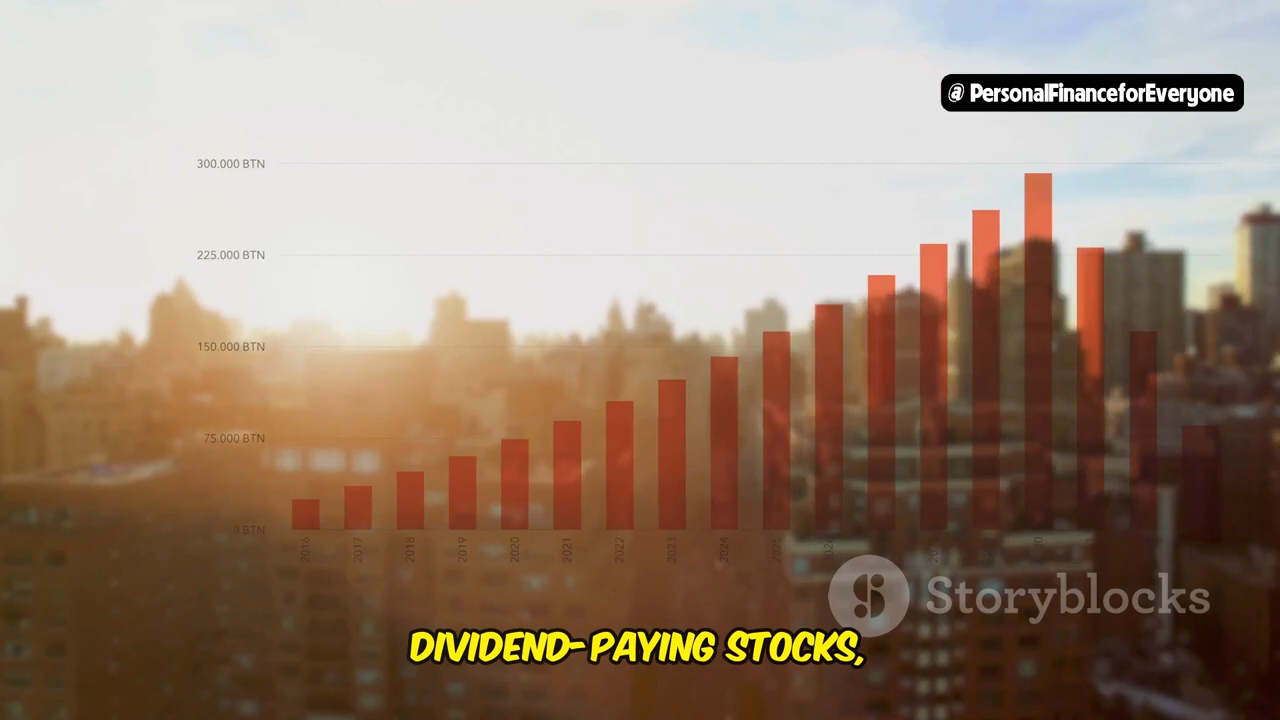 @ PersonalFinanceforEveryone
300.000 BTN
225.000 BTN
150.000 BTN
75.000 BTN
0 BTN
2016
2017
2018
2019
2020
2021
2022
2023
2024
2025
Storyblocks
DIVIDEND-PAYING STOCKS,